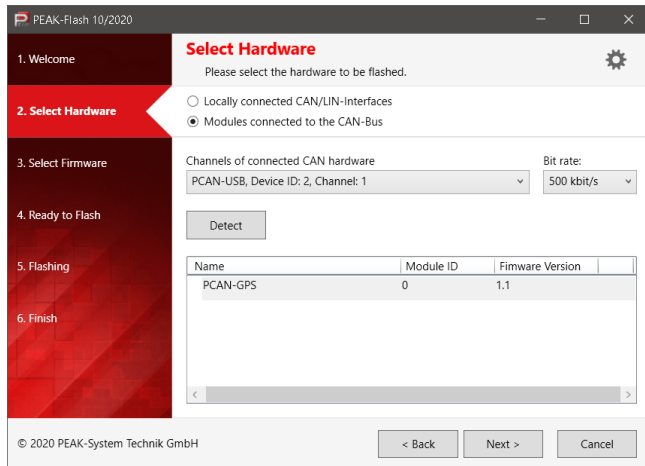 PEAK-Flash 10/2020
1. Welcome
2. Select Hardware
3. Select Firmware
4. Ready to Flash
5. Flashing
6. Finish
Select Hardware
Please select the hardware to be flashed.
Locally connected CAN/LIN-Interfaces
Modules connected to the CAN-Bus
Channels of connected CAN hardware Bit rate:
PCAN-USB, Device ID: 2, Channel: 1 500 kbit/s
Detect
Name Module ID Fimware Version
PCAN-GPS 0 1.1
© 2020 PEAK-System Technik GmbH < Back Next > Cancel